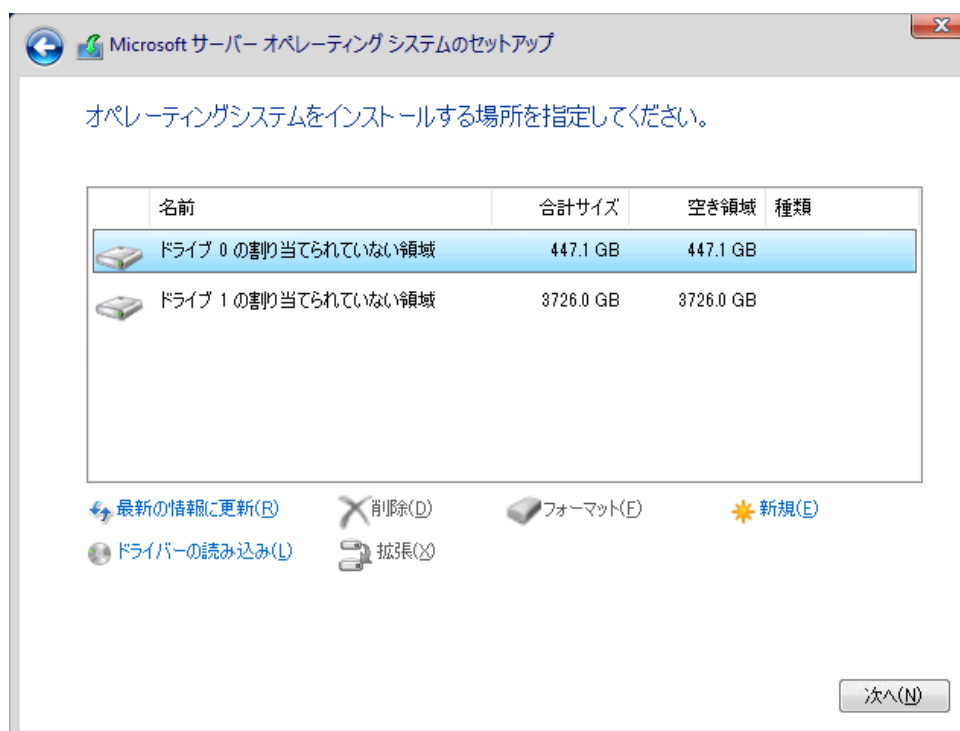 Microsoft サーバー オペレーティング システムのセットアップ
オペレーティングシステムをインストールする場所を指定してください。
名前 合計サイズ 空き領域 種類
ドライブ 0 の割り当てられていない領域 447.1 GB 447.1 GB
ドライブ 1 の割り当てられていない領域 3726.0 GB 3726.0 GB
最新の情報に更新(R) 削除(D) フォーマット(F) 新規(E)
ドライバーの読み込み(L) 拡張(X)
次へ(N)